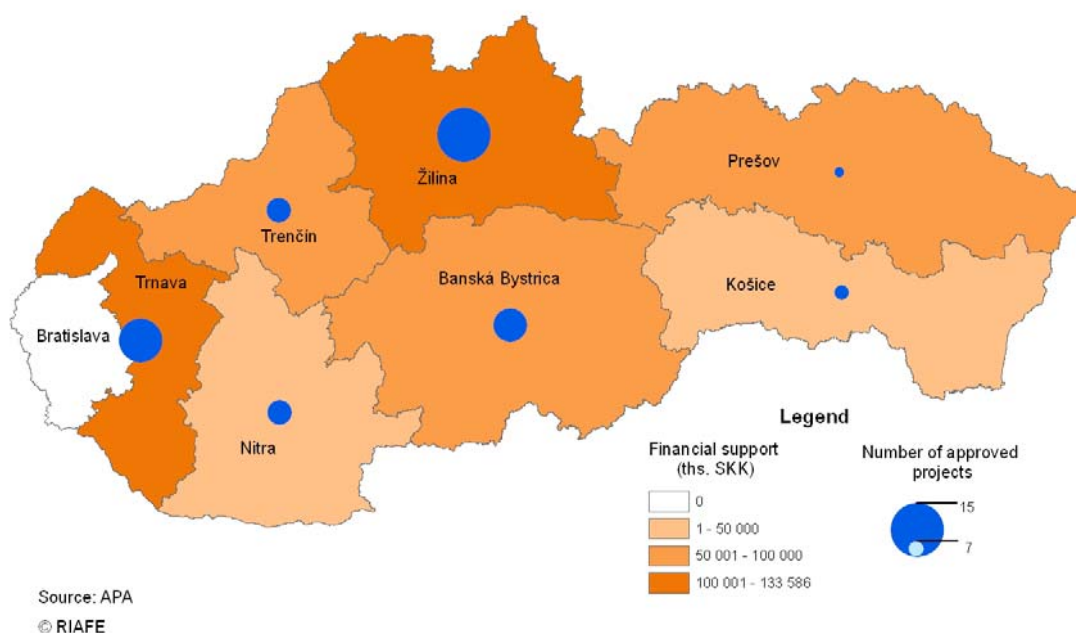 Žilina
Prešov
Trenčín
Banská Bystrica
Košice
Trnava
Bratislava
Nitra
Legend
Financial support
(ths. SKK)
0
1 - 50 000
50 001 - 100 000
100 001 - 133 586
Number of approved
projects
15
7
Source: APA
© RIAFE